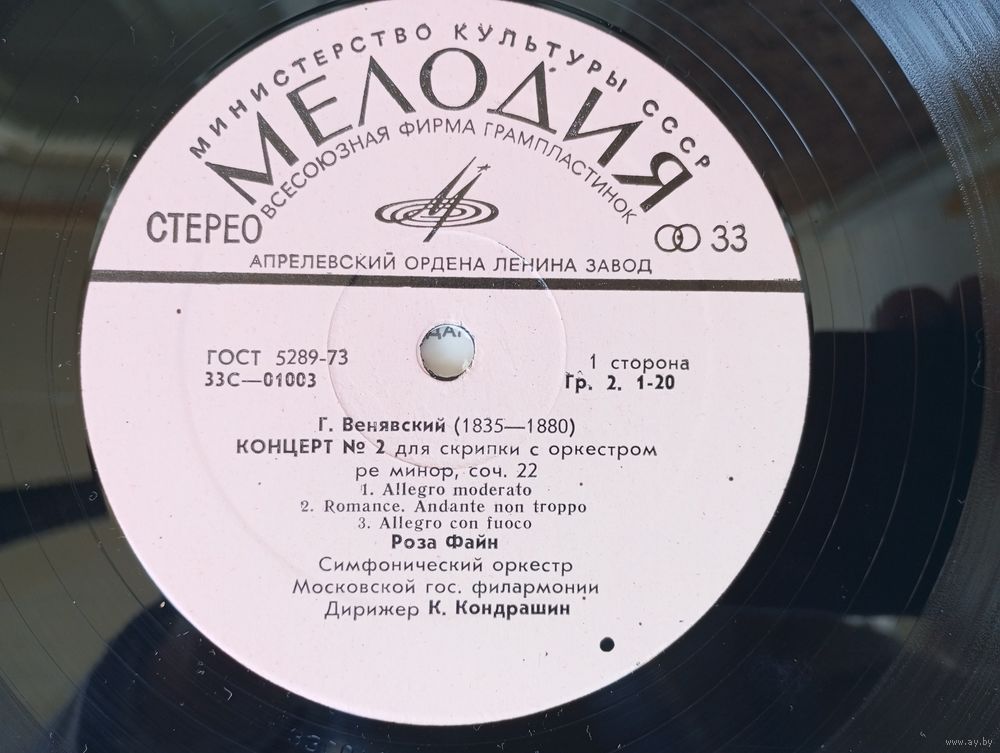 МИНИСТЕРСТВО КУЛЬТУРЫ СССР
МЕЛОДИЯ
ВСЕСОЮЗНАЯ ФИРМА ГРАМПЛАСТИНОК
СТЕРЕО
33
АПРЕЛЕВСКИЙ ОРДЕНА ЛЕНИНА ЗАВОД
ГОСТ 5289-73
33С—01003
1 сторона
Гр. 2. 1-20
Г. Венявский (1835—1880)
КОНЦЕРТ № 2 для скрипки с оркестром
ре минор, соч. 22
1. Allegro moderato
2. Romance. Andante non troppo
3. Allegro con fuoco
Роза Файн
Симфонический оркестр
Московской гос. филармонии
Дирижер К. Кондрашин
www.ay.by